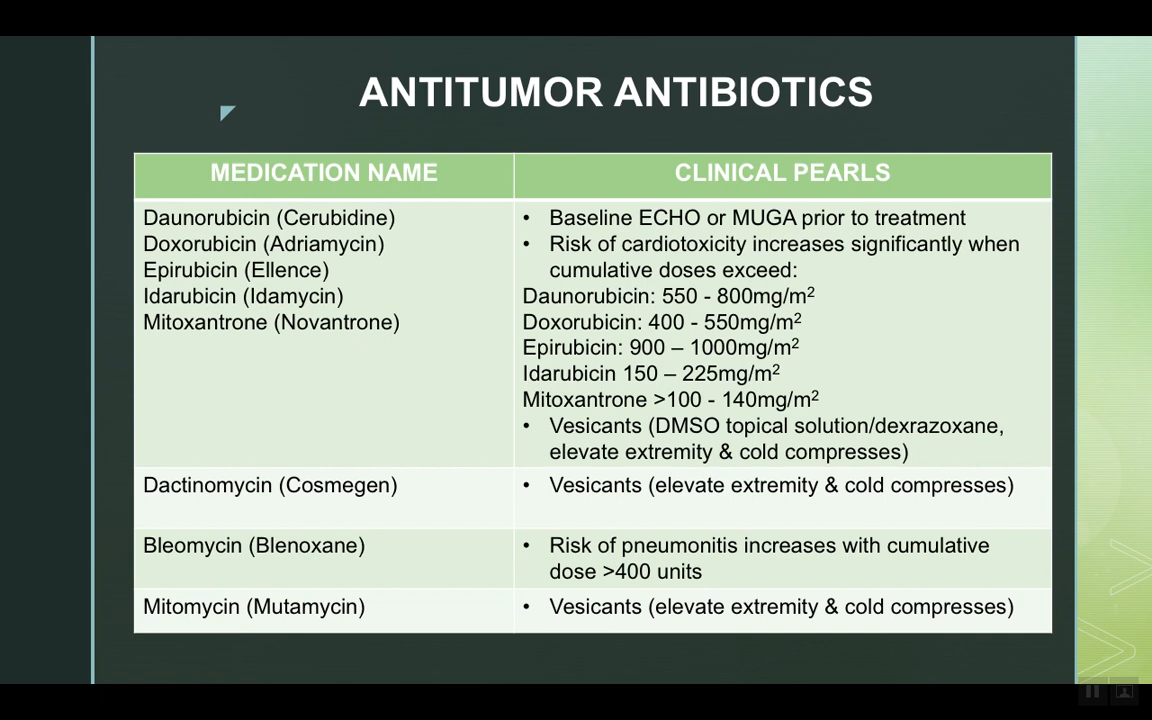 ANTITUMOR ANTIBIOTICS
MEDICATION NAME
CLINICAL PEARLS
Daunorubicin (Cerubidine)
Doxorubicin (Adriamycin)
Epirubicin (Ellence)
Idarubicin (Idamycin)
Mitoxantrone (Novantrone)
• Baseline ECHO or MUGA prior to treatment
• Risk of cardiotoxicity increases significantly when
cumulative doses exceed:
Daunorubicin: 550 - 800mg/m²
Doxorubicin: 400 - 550mg/m²
Epirubicin: 900 – 1000mg/m²
Idarubicin 150 – 225mg/m²
Mitoxantrone >100 - 140mg/m²
• Vesicants (DMSO topical solution/dexrazoxane,
elevate extremity & cold compresses)
Dactinomycin (Cosmegen)
• Vesicants (elevate extremity & cold compresses)
Bleomycin (Blenoxane)
• Risk of pneumonitis increases with cumulative
dose >400 units
Mitomycin (Mutamycin)
• Vesicants (elevate extremity & cold compresses)